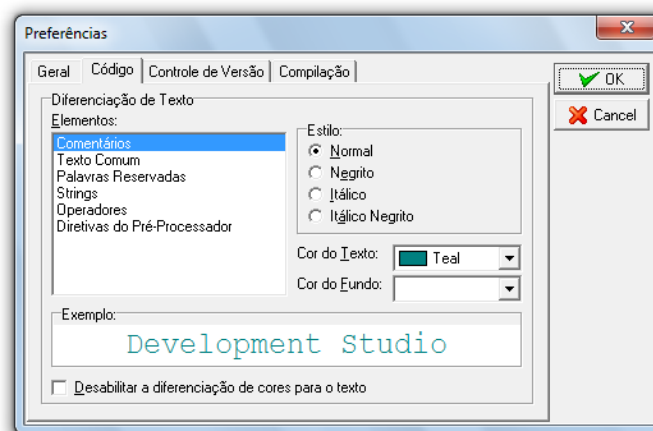 Preferências
Geral Código Controle de Versão Compilação
OK
Cancel
Diferenciação de Texto
Elementos:
Comentários
Texto Comum
Palavras Reservadas
Strings
Operadores
Diretivas do Pré-Processador
Estilo:
Normal
Negrito
Itálico
Itálico Negrito
Cor do Texto: Teal
Cor do Fundo:
Exemplo:
Development Studio
Desabilitar a diferenciação de cores para o texto